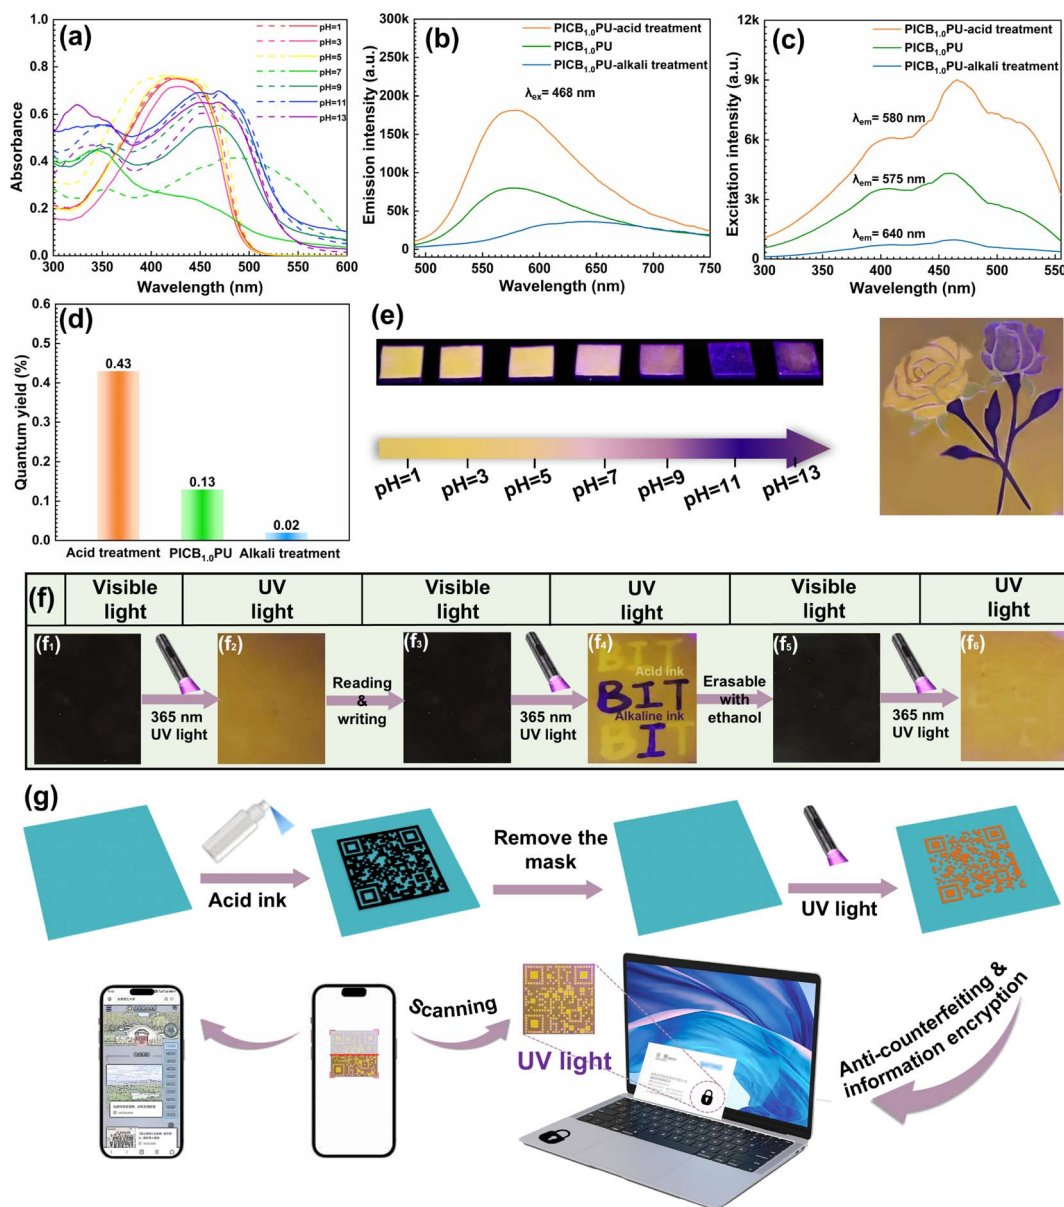 (a)
pH=1
pH=3
pH=5
pH=7
pH=9
pH=11
pH=13
Absorbance
1.0
0.8
0.6
0.4
0.2
0.0
300 350 400 450 500 550 600
Wavelength (nm)
(b)
PICB1.0PU-acid treatment
PICB1.0PU
PICB1.0PU-alkali treatment
λex= 468 nm
Emission intensity (a.u.)
300k
250k
200k
150k
100k
50k
0
500 550 600 650 700 750
Wavelength (nm)
(c)
PICB1.0PU-acid treatment
PICB1.0PU
PICB1.0PU-alkali treatment
λem= 580 nm
λem= 575 nm
λem= 640 nm
Excitation intensity (a.u.)
12k
9k
6k
3k
0
300 350 400 450 500 550
Wavelength (nm)
(d)
Quantum yield (%)
0.6
0.5
0.4
0.3
0.2
0.1
0.0
0.43
0.13
0.02
Acid treatment PICB1.0PU Alkali treatment
(e)
pH=1 pH=3 pH=5 pH=7 pH=9 pH=11 pH=13
(f)
Visible light
UV light
Visible light
UV light
Visible light
UV light
(f1)
365 nm
UV light
(f2)
Reading
&
writing
(f3)
365 nm
UV light
(f4)
BIT
Acid ink
BIT
Alkaline ink
BIT
Erasable with
ethanol
(f5)
365 nm
UV light
(f6)
(g)
Acid ink
Remove the
mask
UV light
Scanning
UV light
Anti-counterfeiting &
information encryption